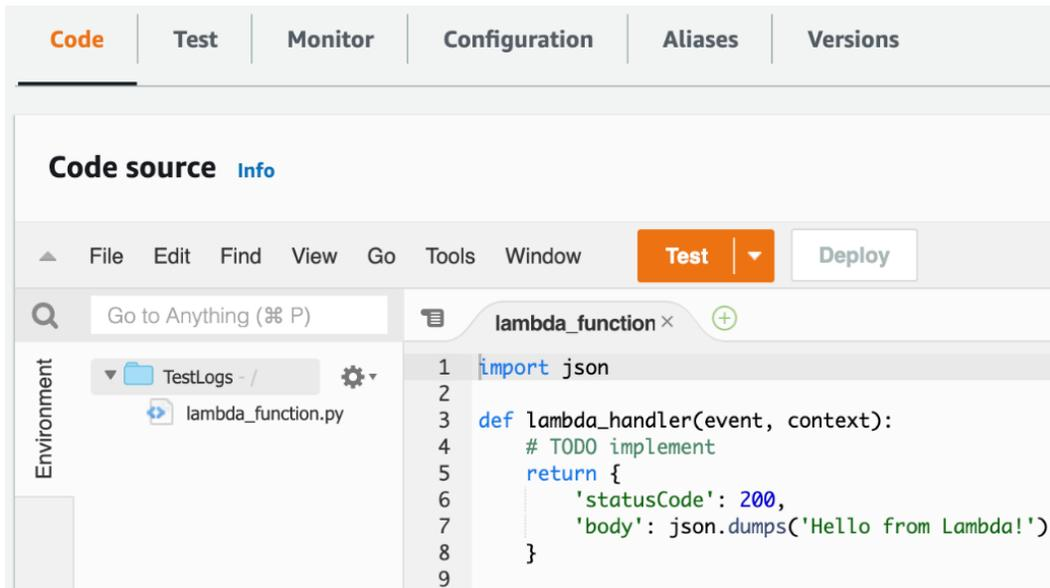 Code Test Monitor Configuration Aliases Versions
Code source Info
File Edit Find View Go Tools Window Test Deploy
Go to Anything (⌘ P)
lambda_function ×
Environment
TestLogs - /
lambda_function.py
1 import json
2
3 def lambda_handler(event, context):
4     # TODO implement
5     return {
6         'statusCode': 200,
7         'body': json.dumps('Hello from Lambda!')
8     }
9